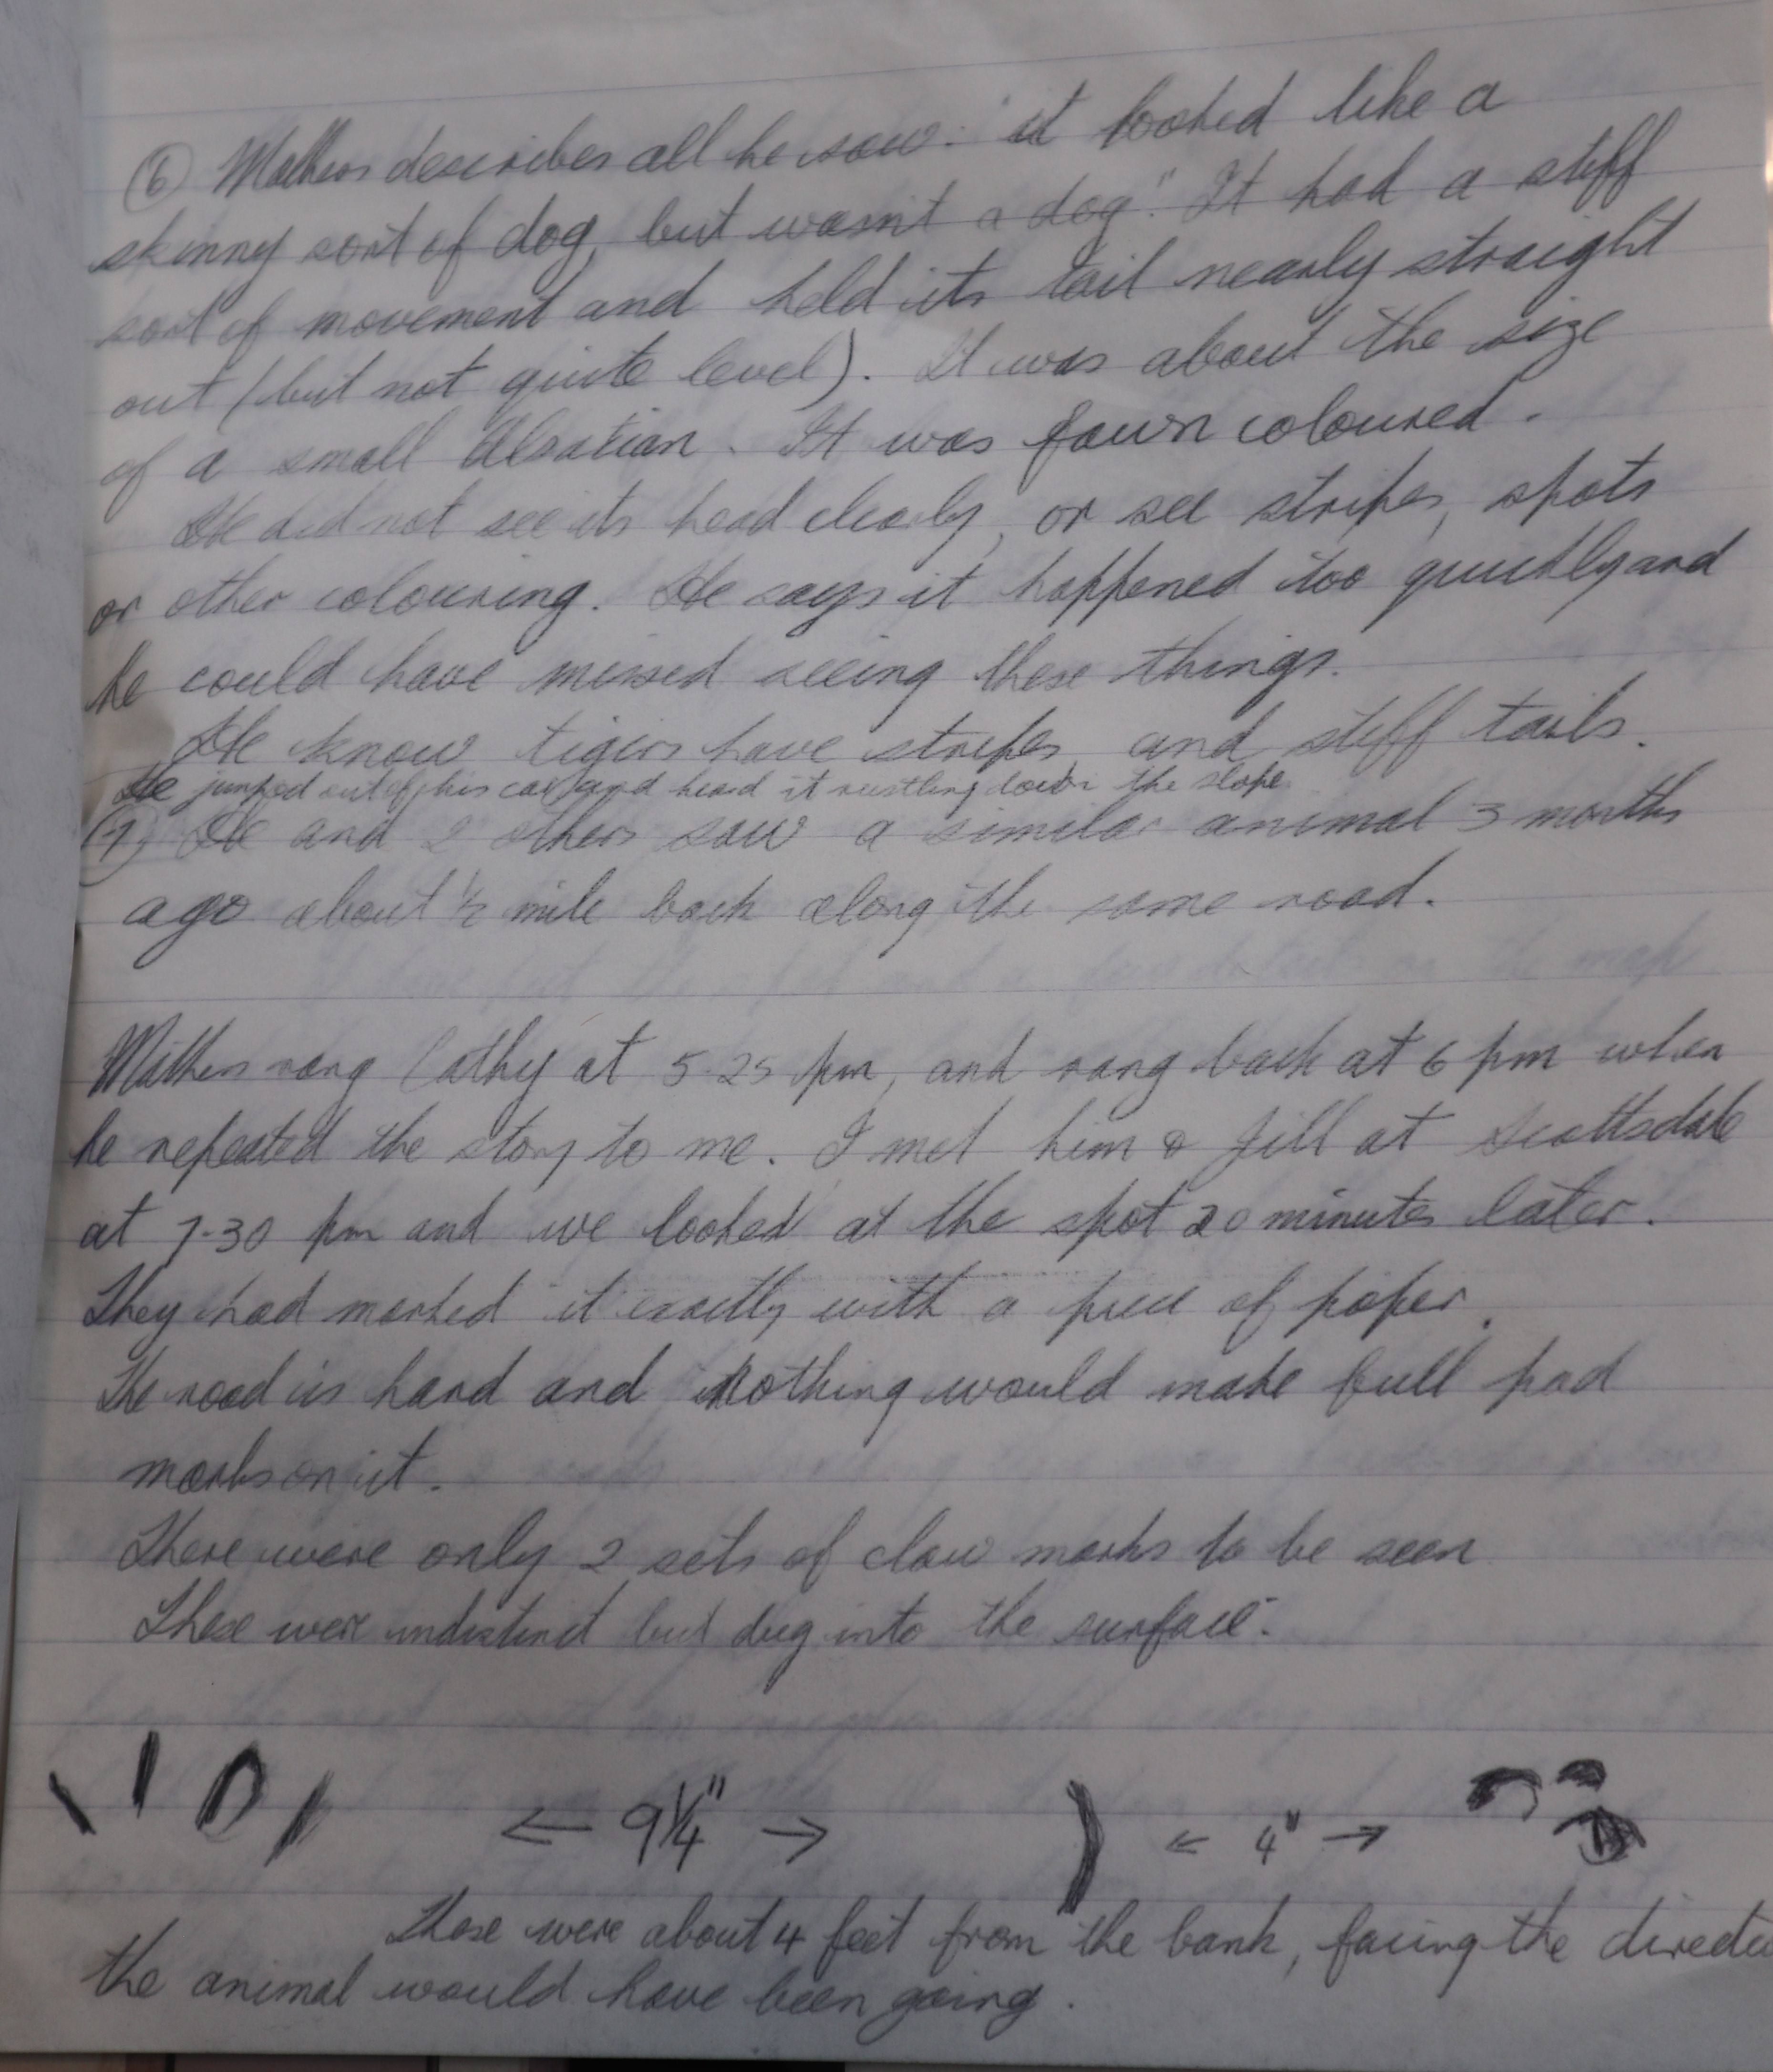 (6) Mathers describes all he saw: "it looked like a
skinny sort of dog, but wasn't a dog". It had a stiff
sort of movement and held its tail nearly straight
out (but not quite level). It was about the size
of a small Alsatian. It was fawn coloured.
He did not see its head clearly, or see stripes, spots
or other colouring. He says it happened too quickly and
he could have missed seeing these things.
He know tigers have stripes and stiff tails.
He jumped out of his car and heard it rustling down the slope.
(7) He and 2 others saw a similar animal 3 months
ago about 1/2 mile back along the same road.
Mathers rang Cathy at 5-25 pm, and rang back at 6 pm when
he repeated the story to me. I met him & Jill at Scottsdale
at 7-30 pm and we looked at the spot 20 minutes later.
They had marked it exactly with a piece of paper.
The road is hard and nothing would make full pad
marks on it.
There were only 2 sets of claw marks to be seen
These were indistinct but dug into the surface.
← 9 1/4" → ← 4" →
These were about 4 feet from the bank, facing the directio
the animal would have been going.